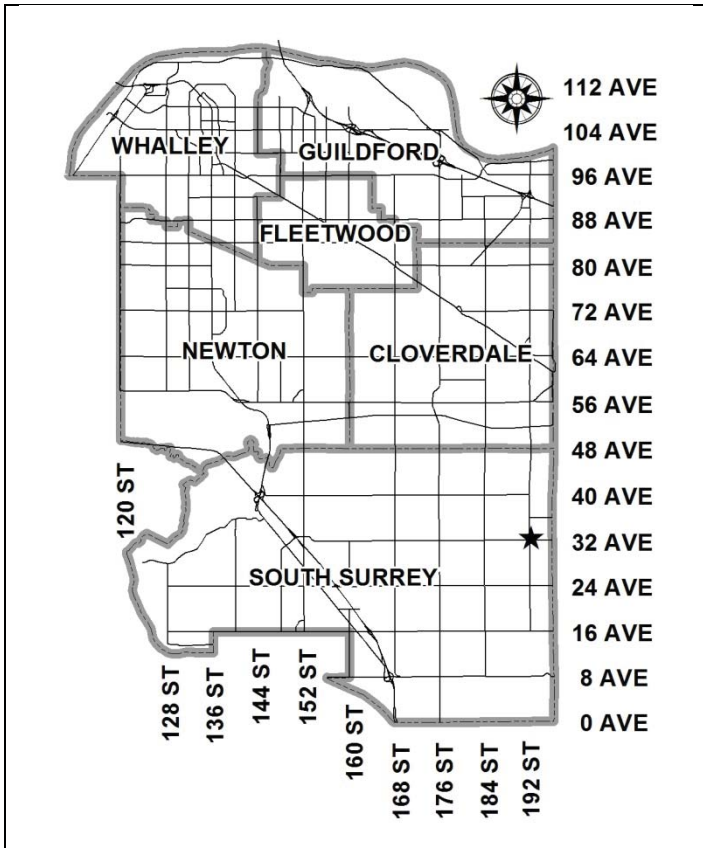 112 AVE
104 AVE
WHALLEY
GUILDFORD
96 AVE
88 AVE
FLEETWOOD
80 AVE
72 AVE
NEWTON
CLOVERDALE
64 AVE
56 AVE
48 AVE
120 ST
40 AVE
32 AVE
SOUTH SURREY
24 AVE
16 AVE
128 ST
136 ST
144 ST
152 ST
160 ST
8 AVE
0 AVE
168 ST
176 ST
184 ST
192 ST